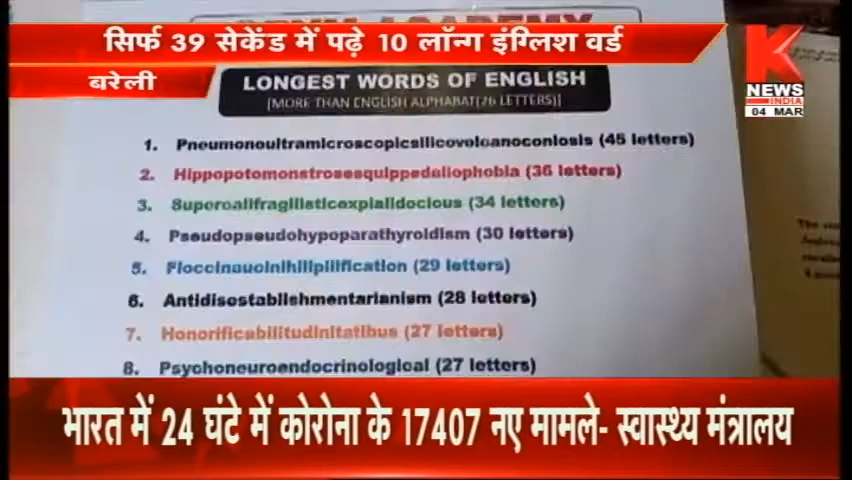 ACADEMY
सिर्फ 39 सेकेंड में पढ़े 10 लॉन्ग इंग्लिश वर्ड
बरेली
K
NEWS
INDIA
04 MAR
LONGEST WORDS OF ENGLISH
[MORE THAN ENGLISH ALPHABAT(26 LETTERS)]
1. Pneumonoultramicroscopicsilicovolcanoconiosis (45 letters)
2. Hippopotomonstrosesquippedaliophobia (36 letters)
3. Supercalifragilisticexpialidocious (34 letters)
4. Pseudopseudohypoparathyroidism (30 letters)
5. Floccinaucinihilipilification (29 letters)
6. Antidisestablishmentarianism (28 letters)
7. Honorificabilitudinitatibus (27 letters)
8. Psychoneuroendocrinological (27 letters)
भारत में 24 घंटे में कोरोना के 17407 नए मामले- स्वास्थ्य मंत्रालय